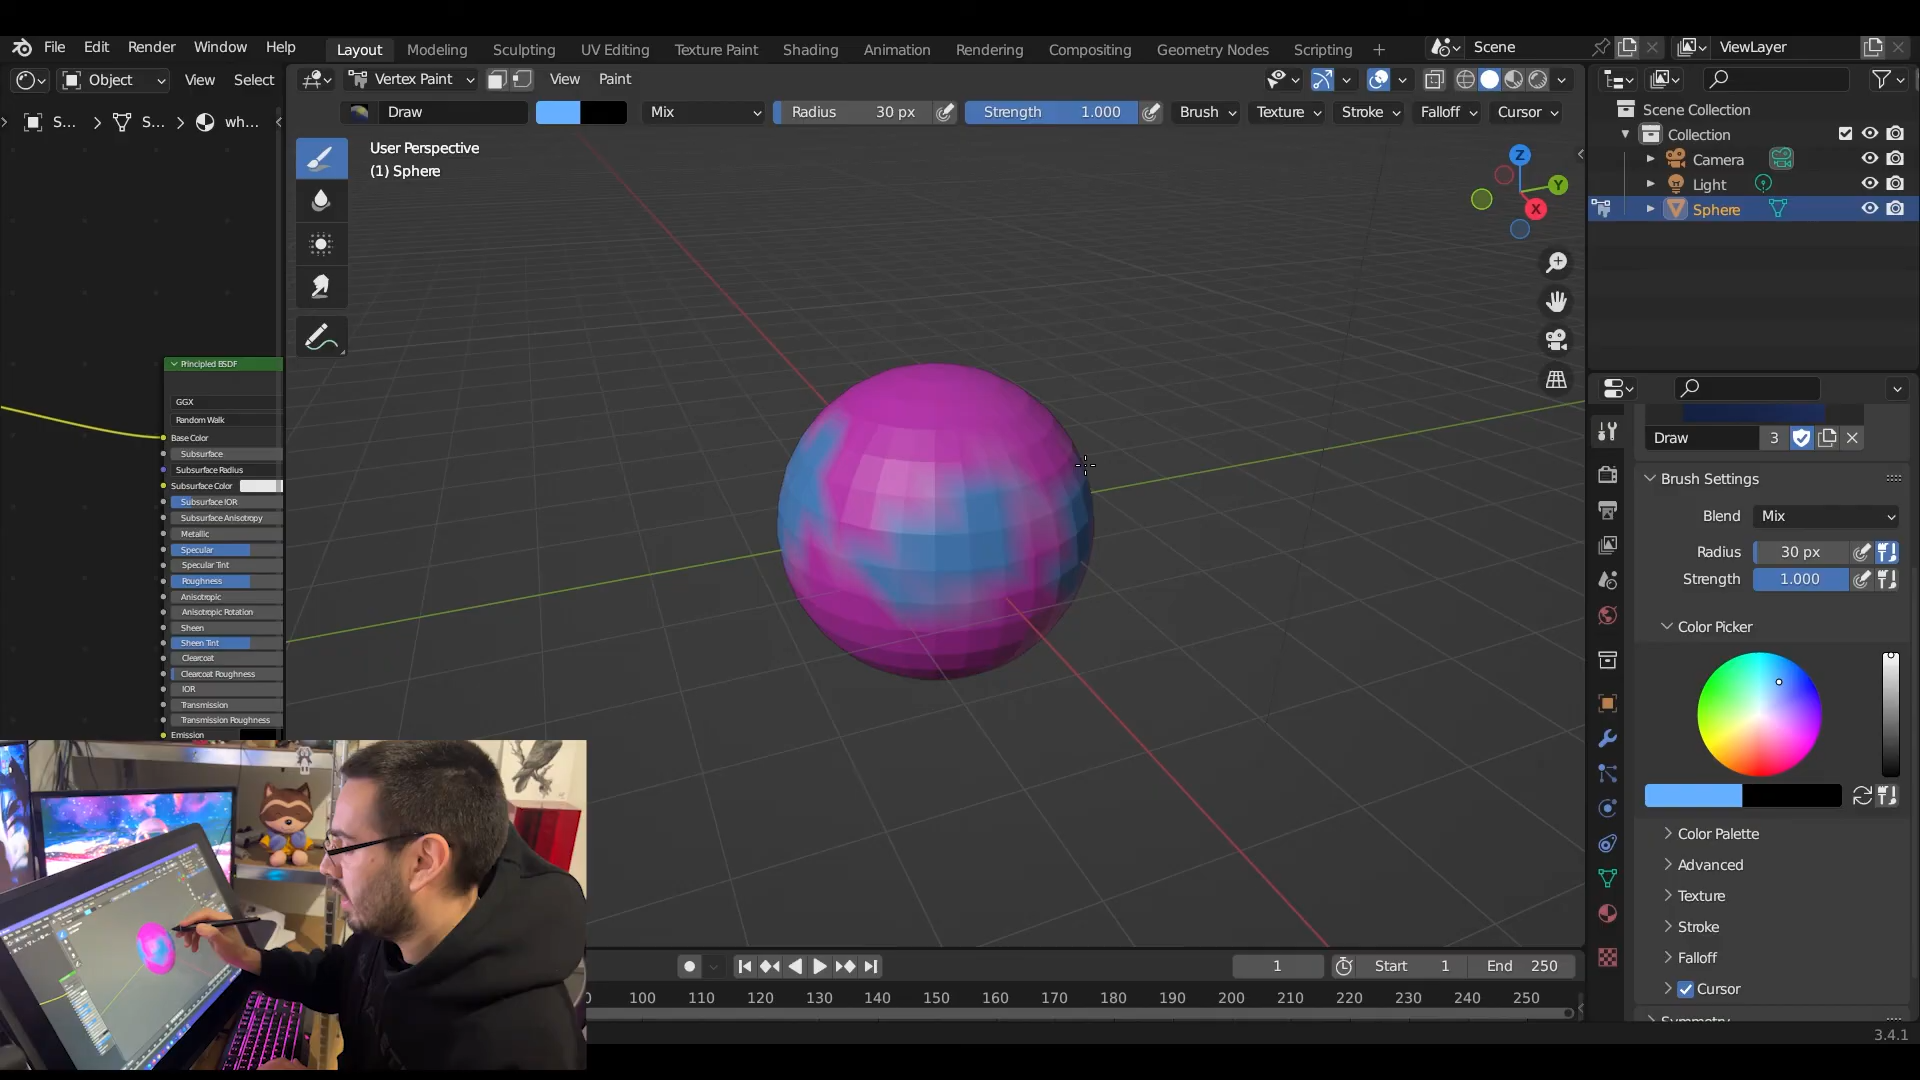 File Edit Render Window Help Layout Modeling Sculpting UV Editing Texture Paint Shading Animation Rendering Compositing Geometry Nodes Scripting + Scene ViewLayer
Object View Select Vertex Paint View Paint
Draw Mix Radius 30 px Strength 1.000 Brush Texture Stroke Falloff Cursor
S... S... wh...
User Perspective
(1) Sphere
Z
Y
X
Scene Collection
Collection
Camera
Light
Sphere
Principled BSDF
GGX
Random Walk
Base Color
Subsurface
Subsurface Radius
Subsurface Color
Subsurface IOR
Subsurface Anisotropy
Metallic
Specular
Specular Tint
Roughness
Anisotropic
Anisotropic Rotation
Sheen
Sheen Tint
Clearcoat
Clearcoat Roughness
IOR
Transmission
Transmission Roughness
Emission
Draw 3
Brush Settings
Blend Mix
Radius 30 px
Strength 1.000
Color Picker
Color Palette
Advanced
Texture
Stroke
Falloff
Cursor
Symmetry
1 Start 1 End 250
0 100 110 120 130 140 150 160 170 180 190 200 210 220 230 240 250
3.4.1